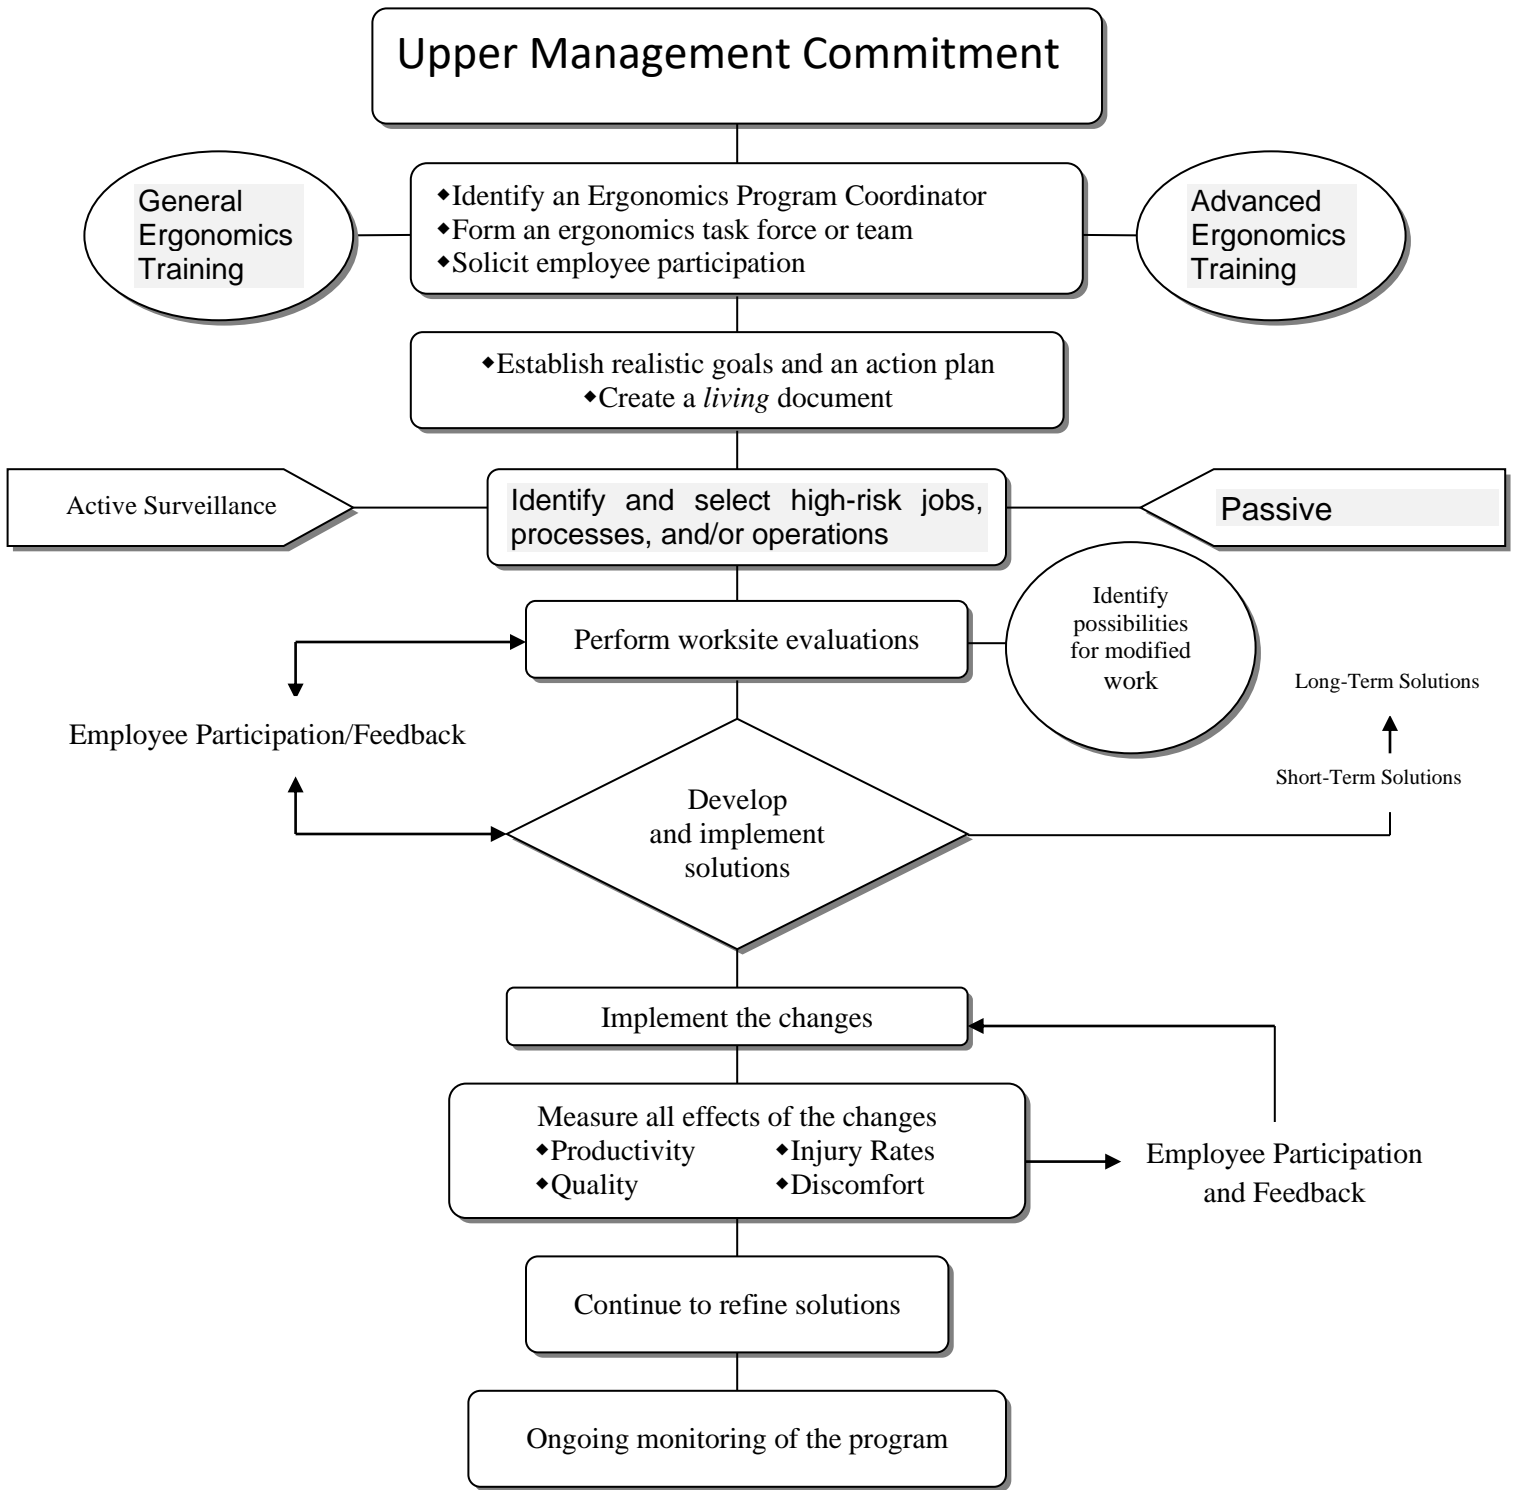 Upper Management Commitment
General
Ergonomics
Training
◆Identify an Ergonomics Program Coordinator
◆Form an ergonomics task force or team
◆Solicit employee participation
Advanced
Ergonomics
Training
◆Establish realistic goals and an action plan
◆Create a living document
Active Surveillance
Identify and select high-risk jobs,
processes, and/or operations
Passive
Perform worksite evaluations
Identify
possibilities
for modified
work
Long-Term Solutions
Employee Participation/Feedback
Short-Term Solutions
Develop
and implement
solutions
Implement the changes
Measure all effects of the changes
◆Productivity ◆Injury Rates
◆Quality ◆Discomfort
Employee Participation
and Feedback
Continue to refine solutions
Ongoing monitoring of the program